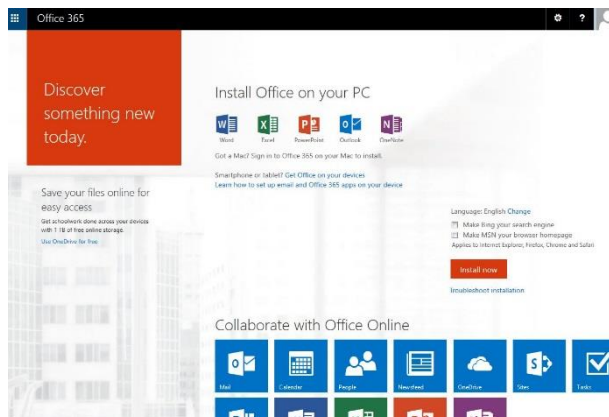 Office 365
?
Discover
something new
today.
Save your files online for
easy access
Get schoolwork done across your devices
with 1 TB of free online storage.
Use OneDrive for free
Install Office on your PC
Word Excel PowerPoint Outlook OneNote
Got a Mac? Sign in to Office 365 on your Mac to install.
Smartphone or tablet? Get Office on your devices
Learn how to set up email and Office 365 apps on your device
Language: English Change
Make Bing your search engine
Make MSN your browser homepage
Applies to Internet Explorer, Firefox, Chrome and Safari
Install now
Troubleshoot installation
Collaborate with Office Online
Mail Calendar People Newsfeed OneDrive Sites Tasks